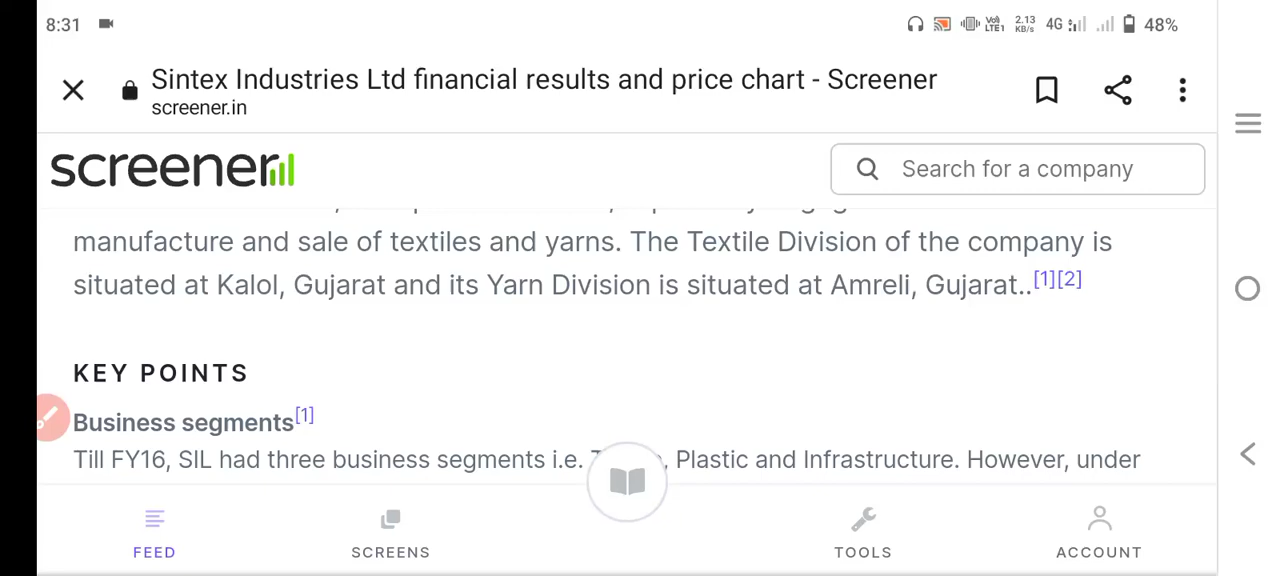 8:31
Vo) LTE1 2.13 KB/s 4G 48%
Sintex Industries Ltd financial results and price chart - Screener
screener.in
screener
Search for a company
manufacture and sale of textiles and yarns. The Textile Division of the company is
situated at Kalol, Gujarat and its Yarn Division is situated at Amreli, Gujarat..[1][2]
KEY POINTS
Business segments[1]
Till FY16, SIL had three business segments i.e. , Plastic and Infrastructure. However, under
FEED
SCREENS
TOOLS
ACCOUNT